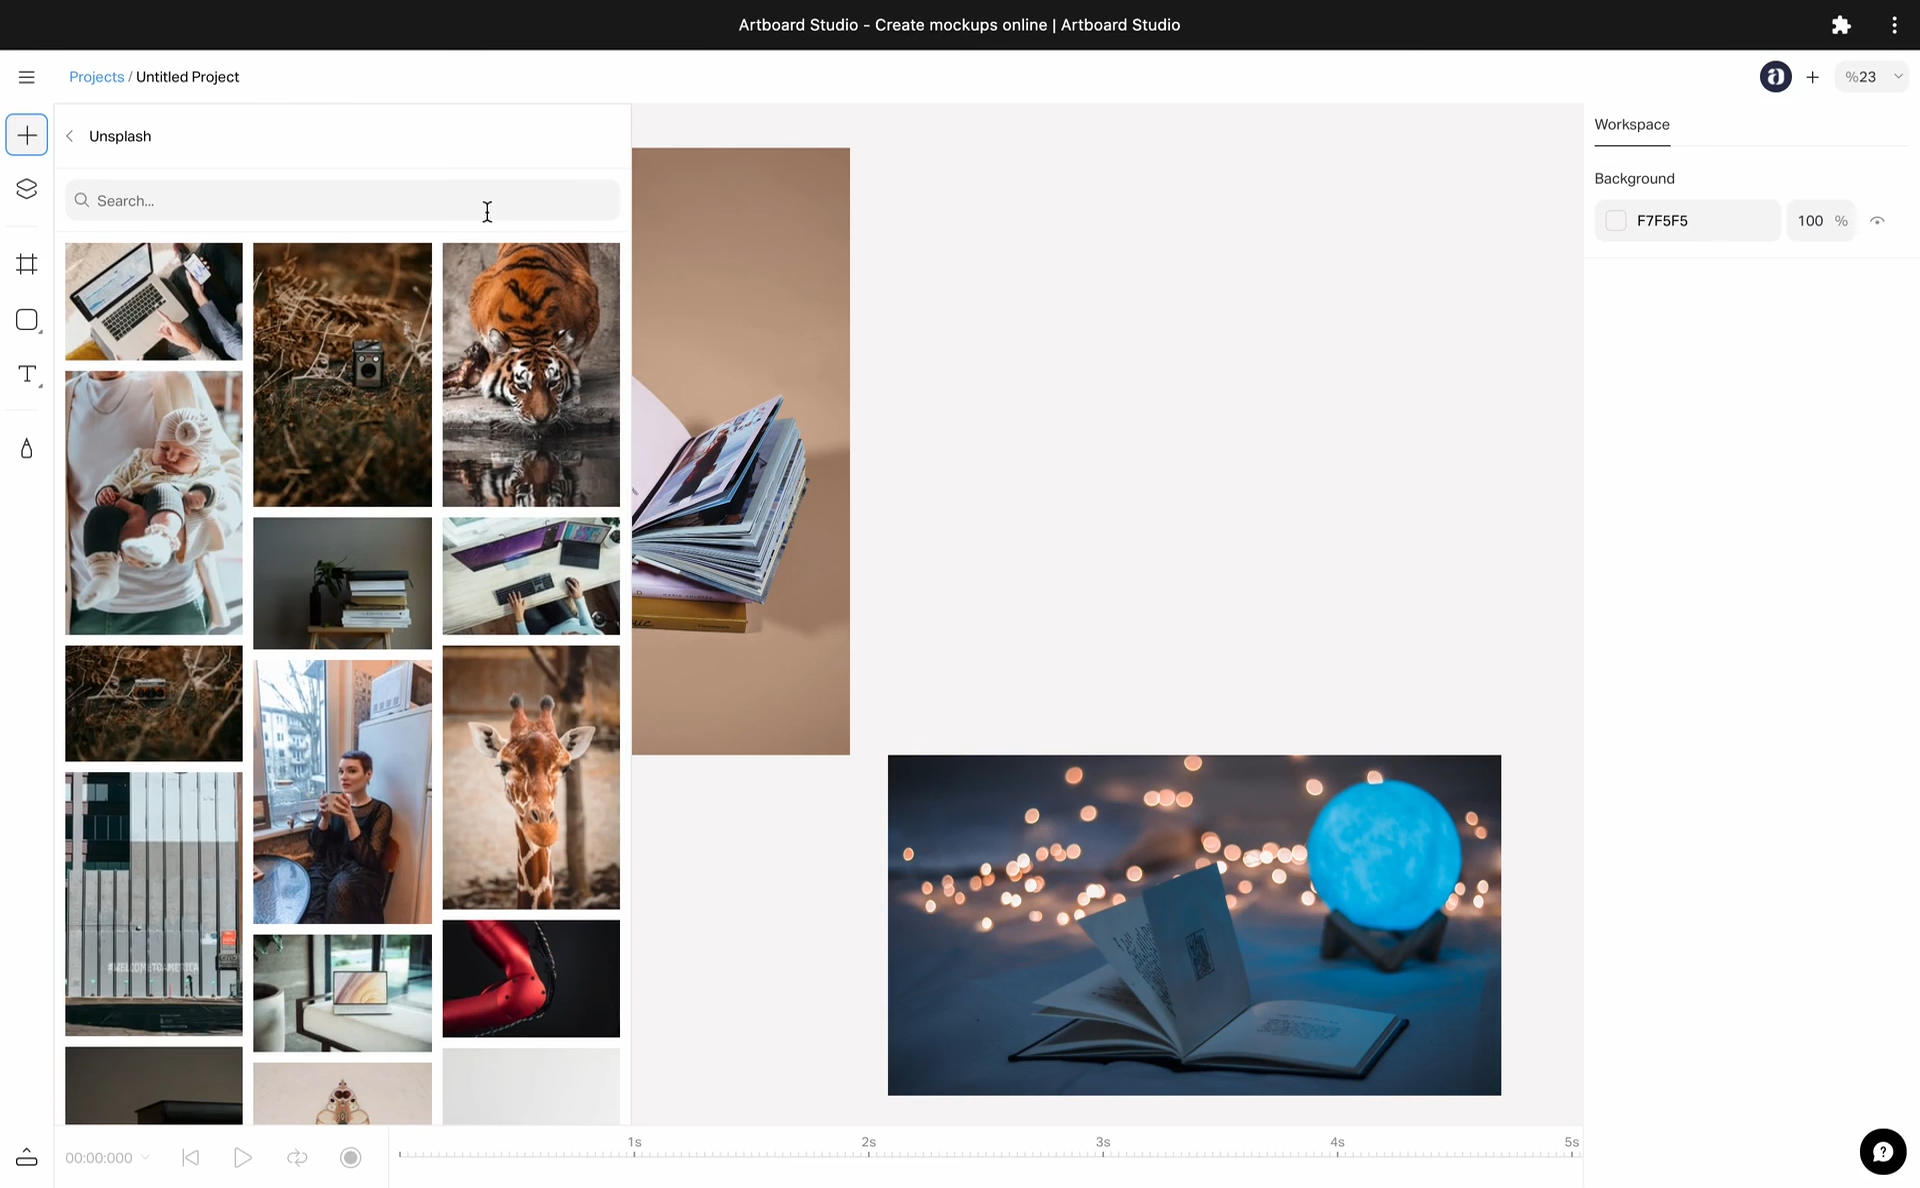 Artboard Studio - Create mockups online | Artboard Studio
Projects / Untitled Project
%23
Unsplash
Search...
Workspace
Background
F7F5F5
100 %
#WELCOMETOAMERICA
00:00:000
1s
2s
3s
4s
5s